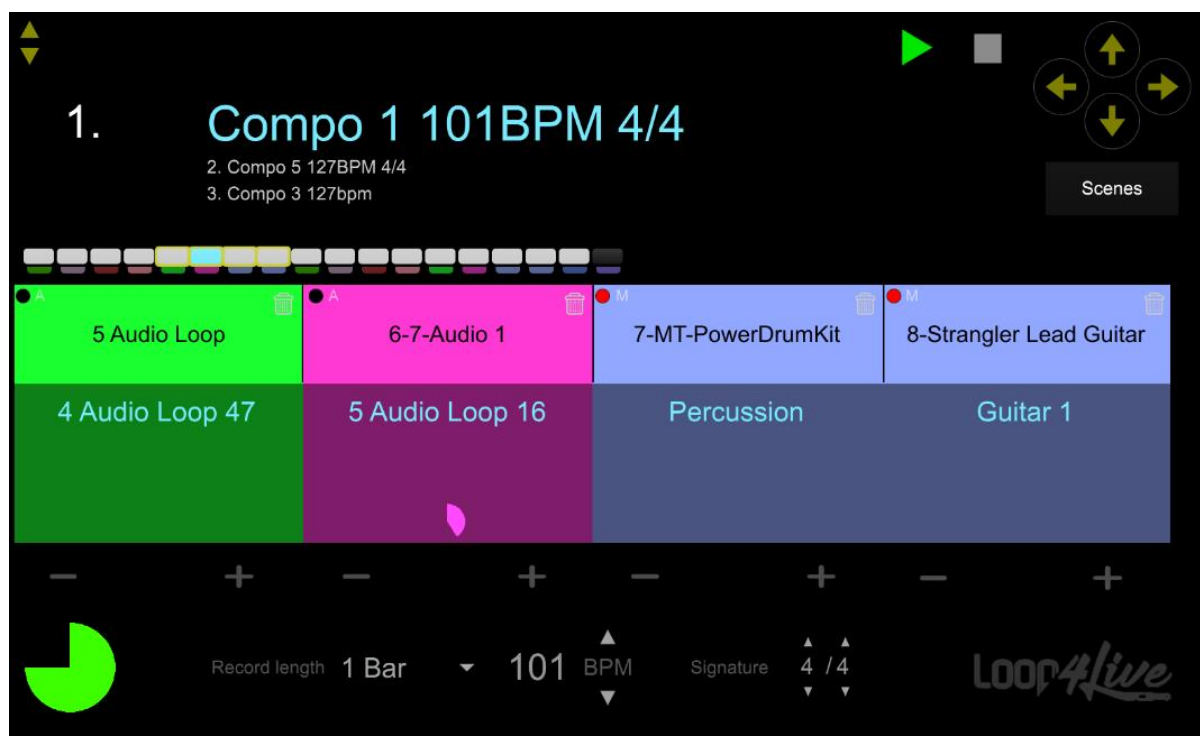 1.
Compo 1 101BPM 4/4
2. Compo 5 127BPM 4/4
3. Compo 3 127bpm
Scenes
A A M M
5 Audio Loop 6-7-Audio 1 7-MT-PowerDrumKit 8-Strangler Lead Guitar
4 Audio Loop 47 5 Audio Loop 16 Percussion Guitar 1
Record length 1 Bar 101 BPM Signature 4 / 4
Loop4Live